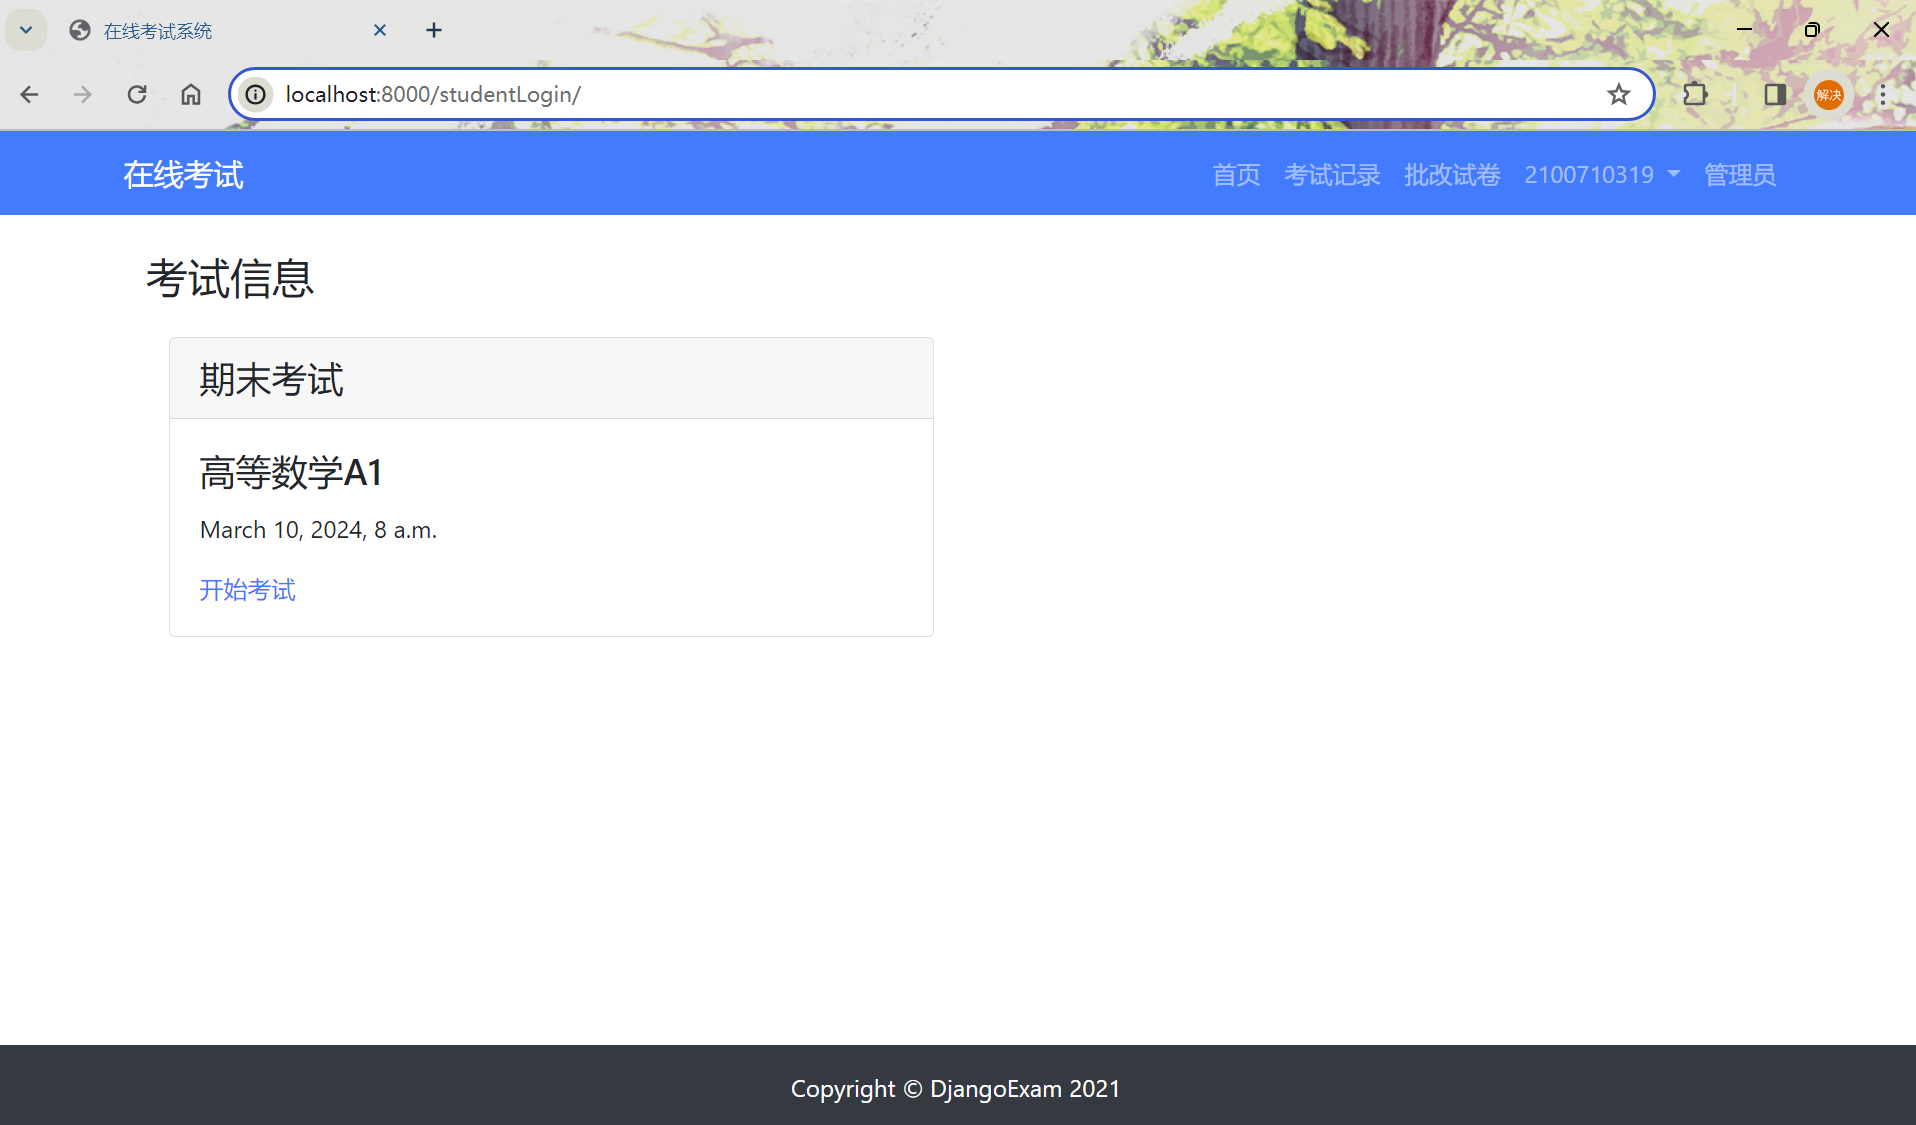 在线考试系统
localhost:8000/studentLogin/
解决
在线考试
首页 考试记录 批改试卷 2100710319 管理员
考试信息
期末考试
高等数学A1
March 10, 2024, 8 a.m.
开始考试
Copyright © DjangoExam 2021